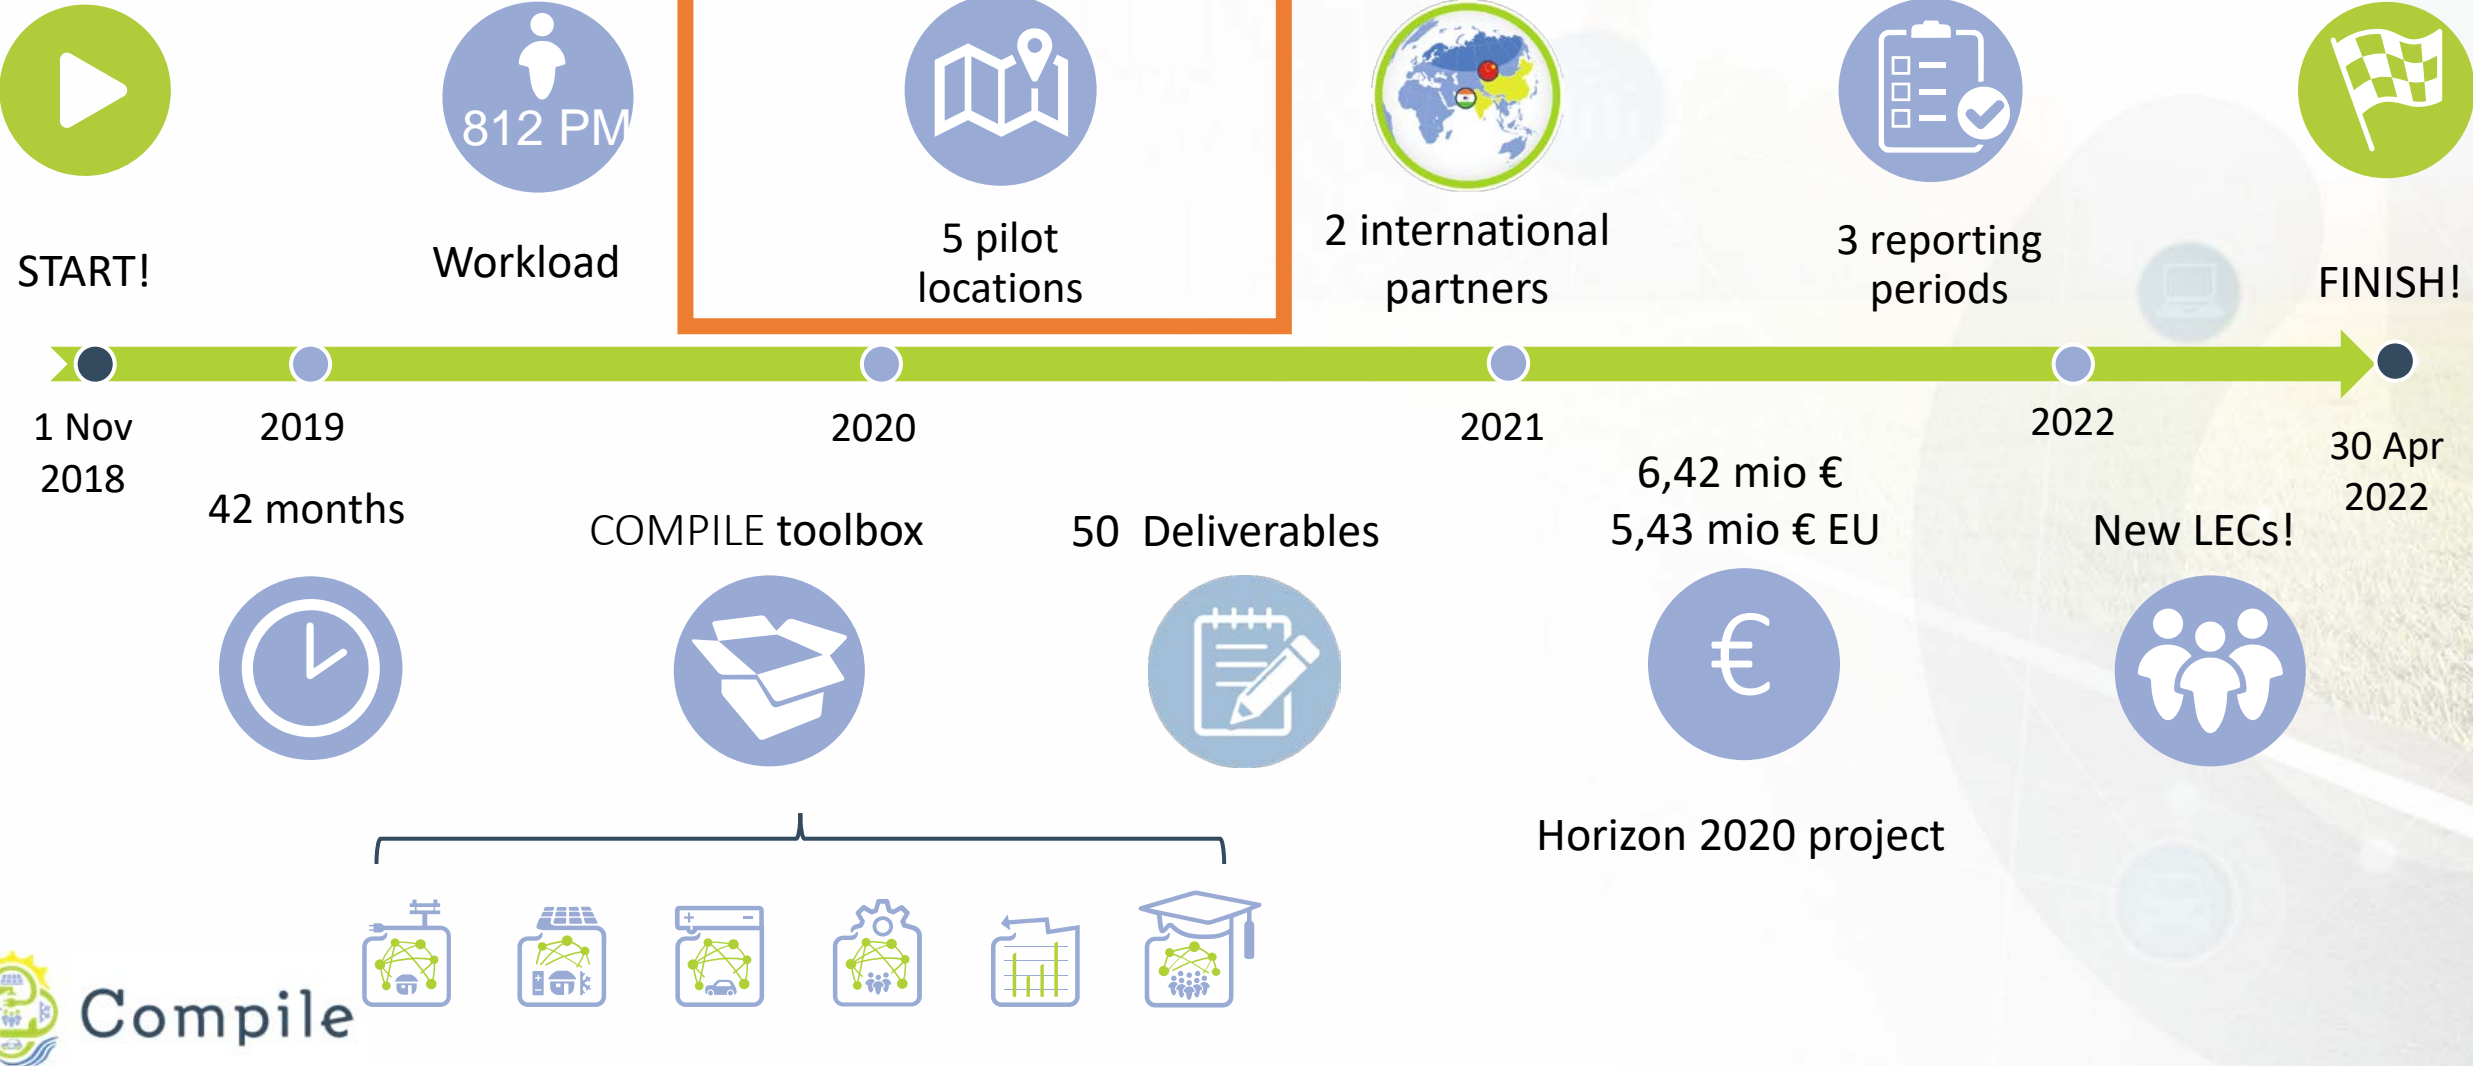 812 PM
START!
Workload
5 pilot
locations
2 international
partners
3 reporting
periods
FINISH!
1 Nov
2018
2019
2020
2021
2022
30 Apr
2022
42 months
COMPILE toolbox
50 Deliverables
6,42 mio €
5,43 mio € EU
New LECs!
€
Horizon 2020 project
Compile